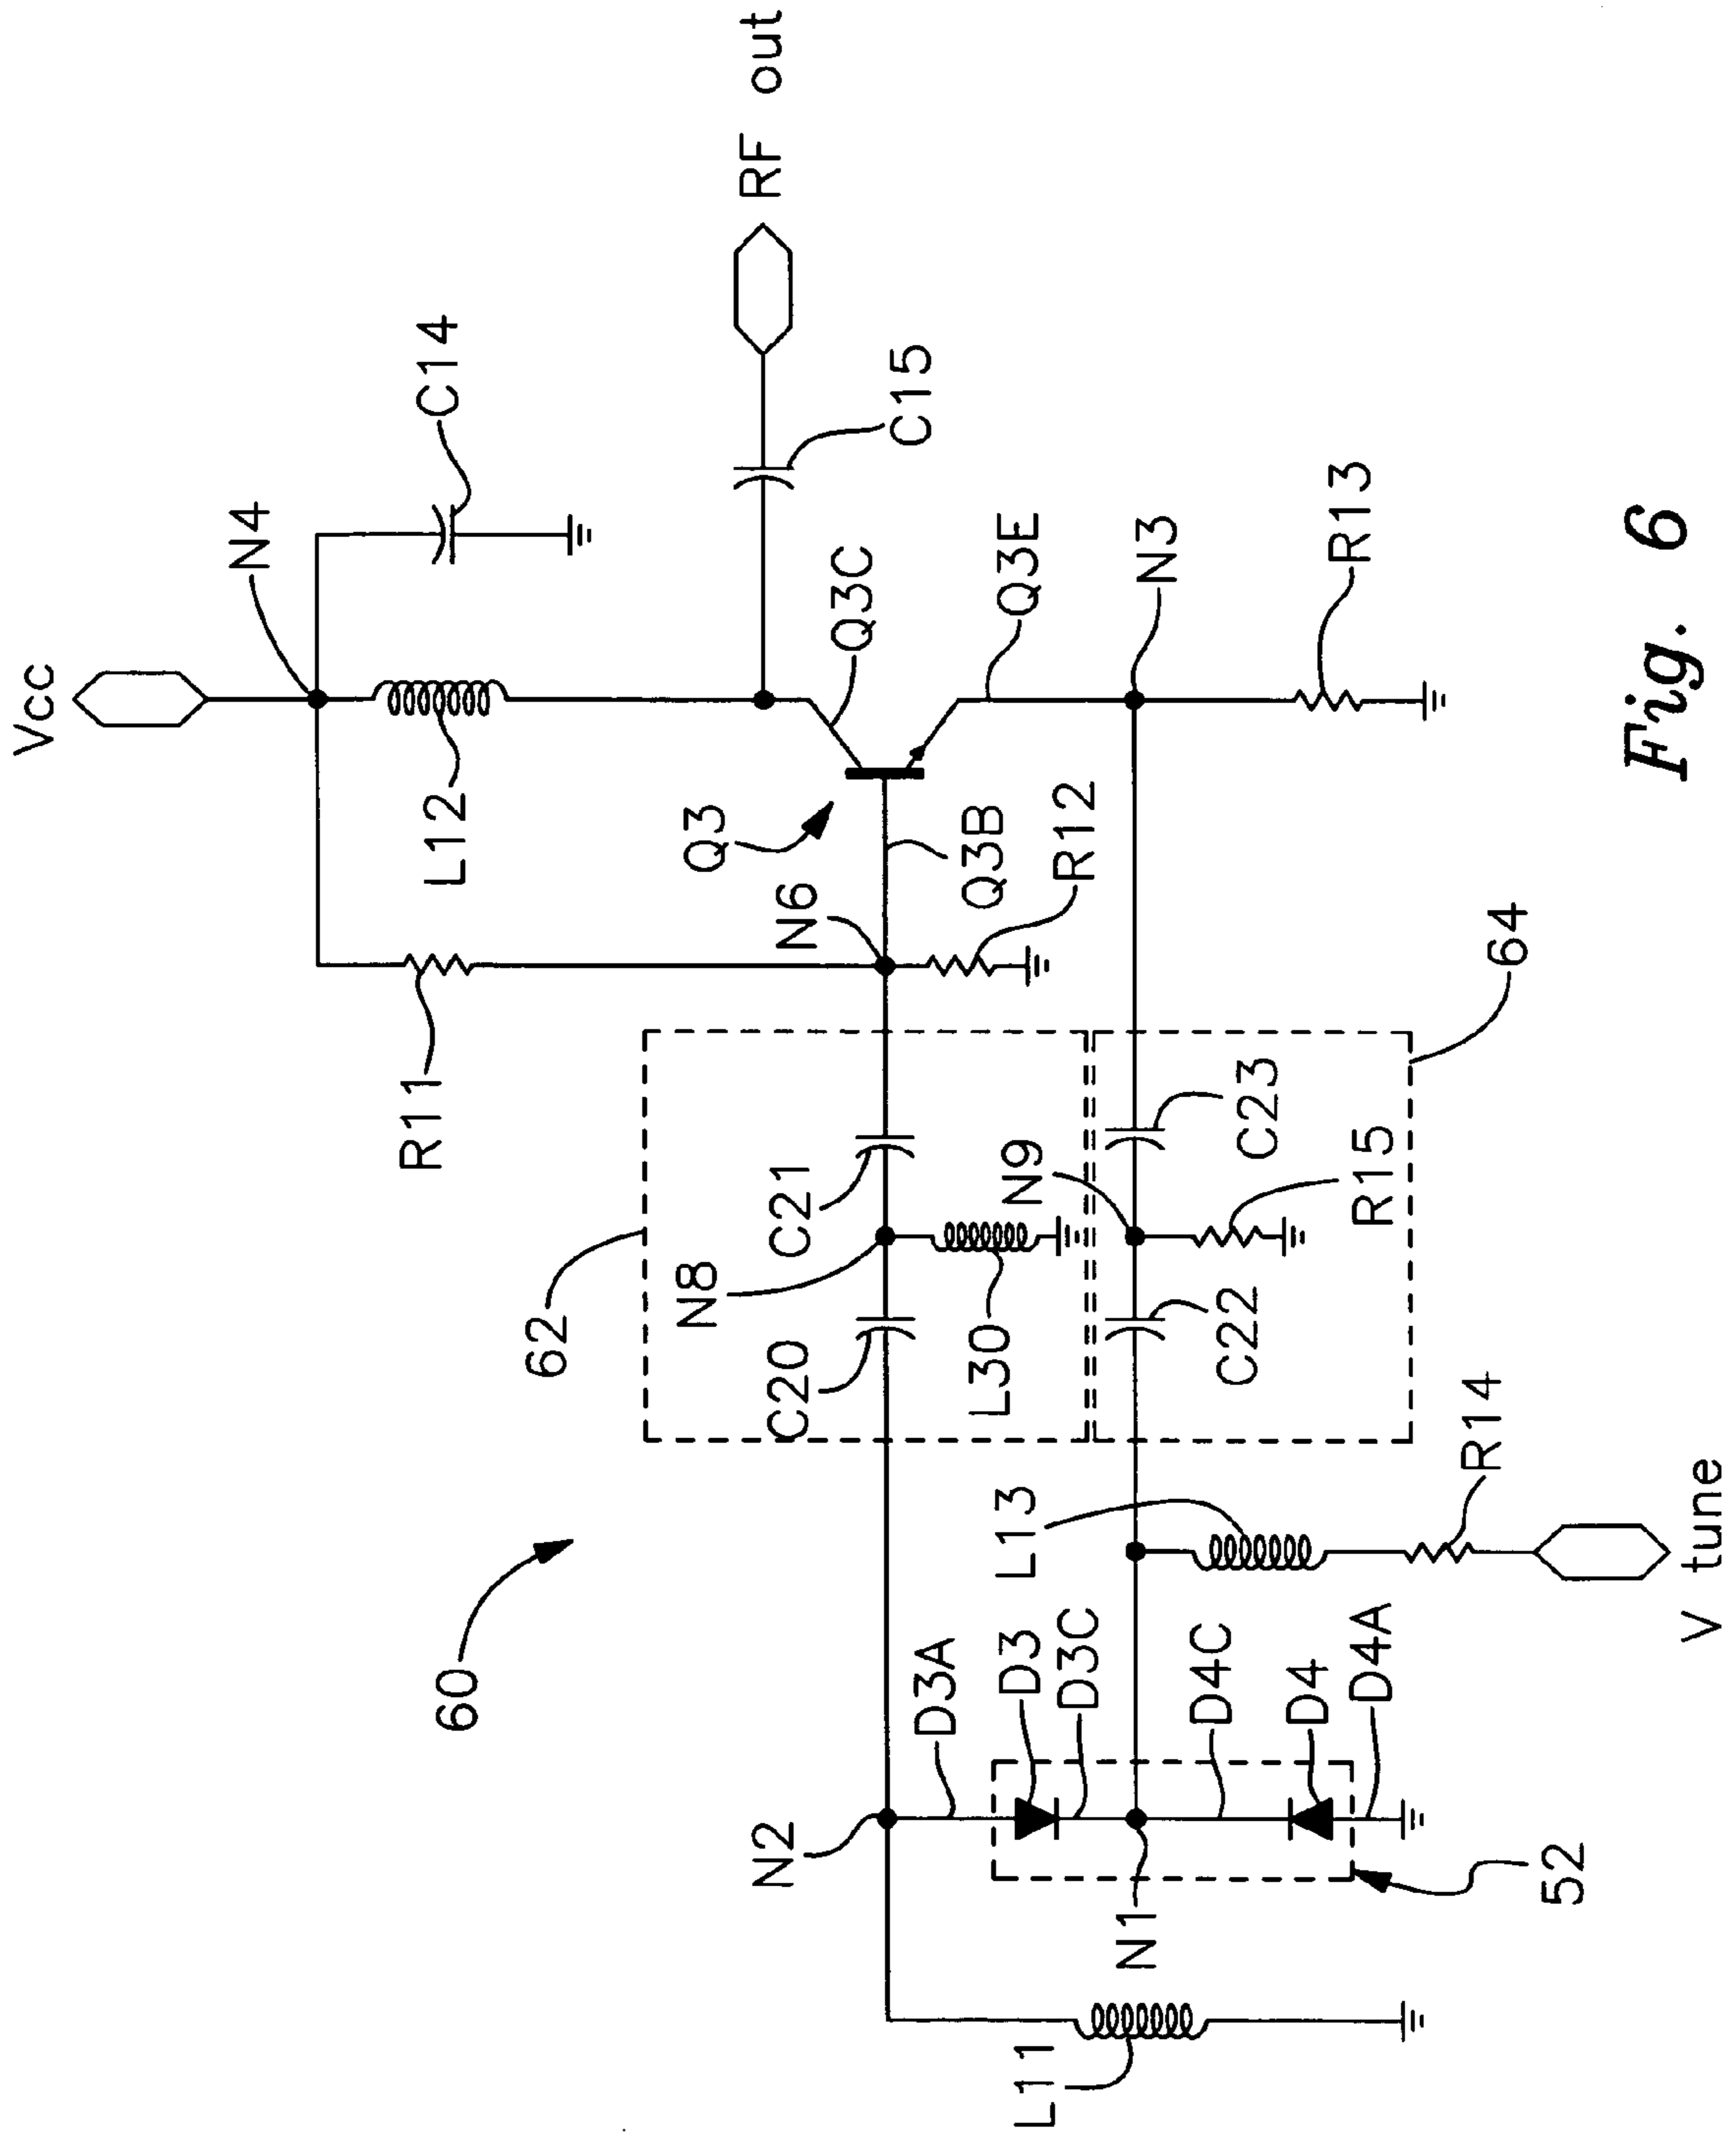 Vcc
N4
C14
RF out
L12
C15
R11
Q3
Q3C
N6
Q3B
Q3E
R12
N3
R13
62
C21
N8
C20
L30
N9
C23
C22
R15
64
60
L13
R14
V tune
N2
D3A
D3
D3C
N1
D4C
D4
D4A
52
L11
Fig. 6